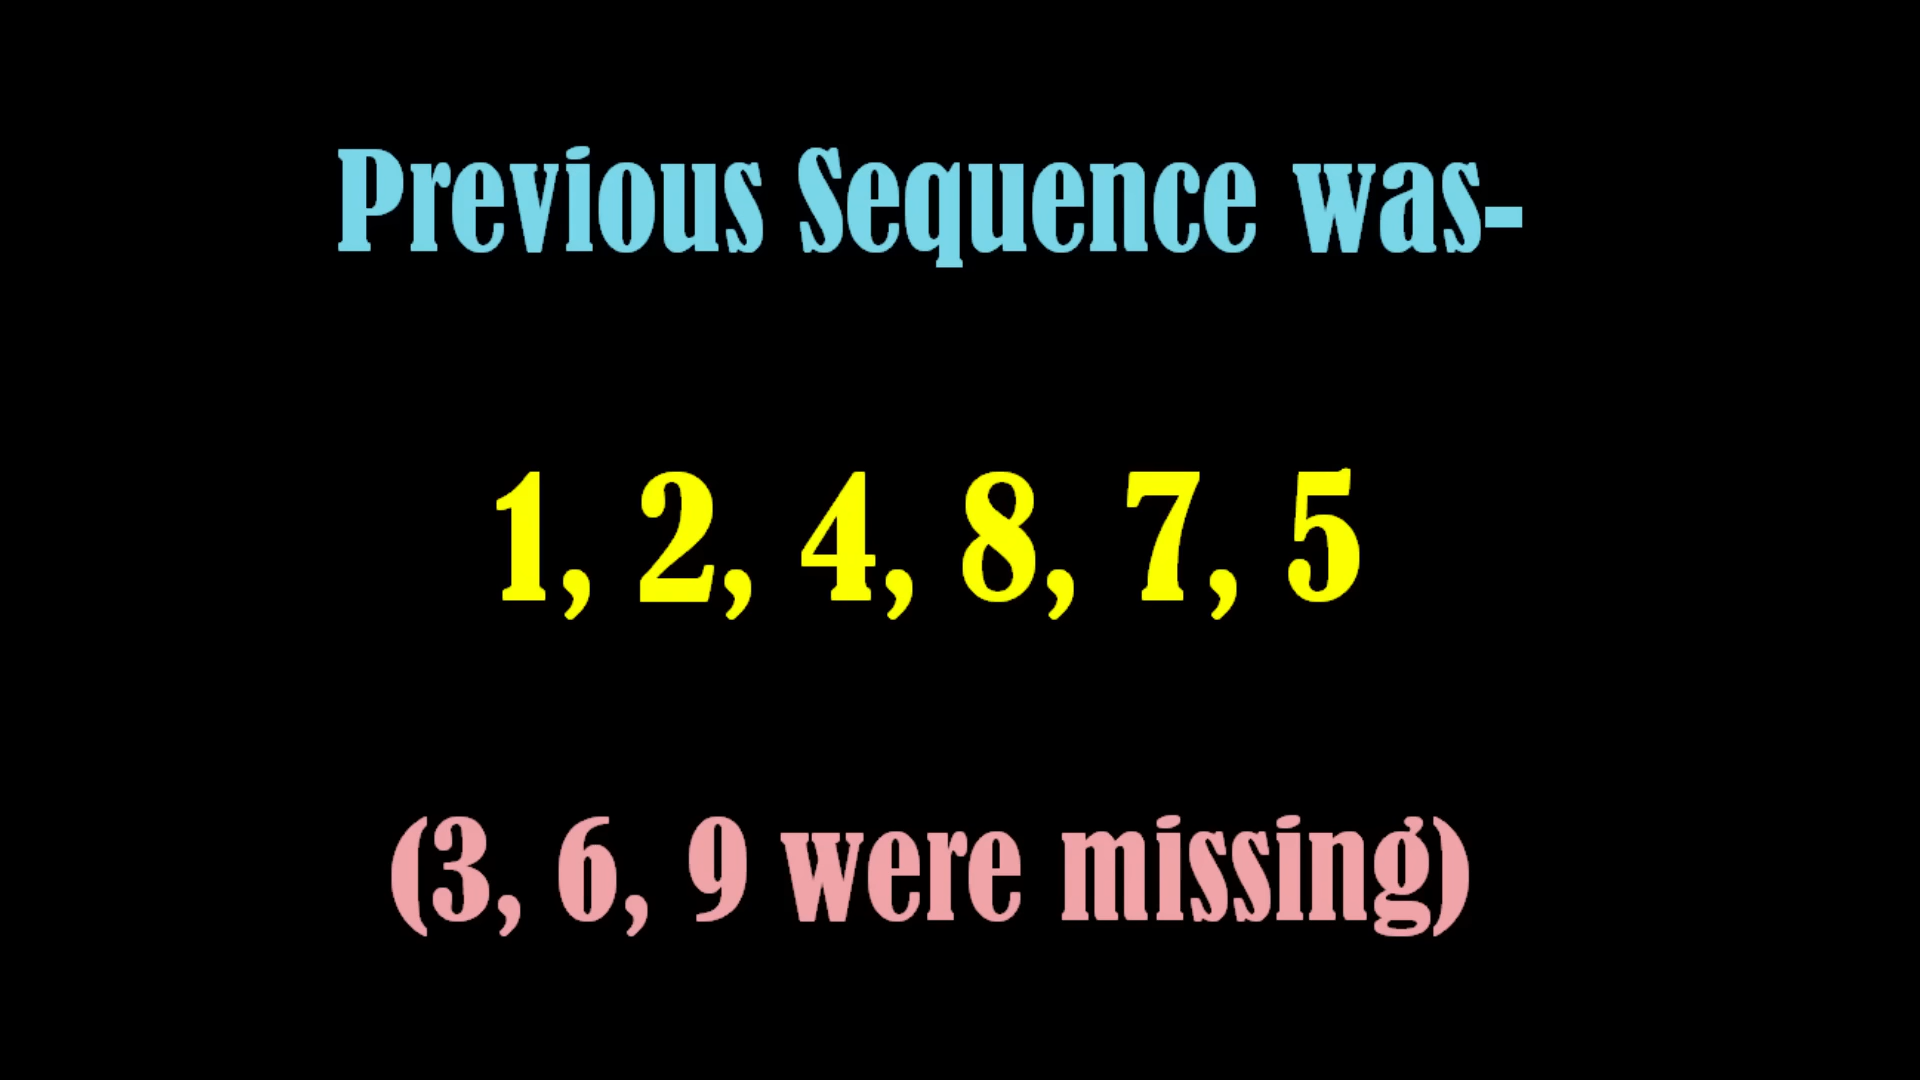 Previous Sequence was-
1, 2, 4, 8, 7, 5
(3, 6, 9 were missing)